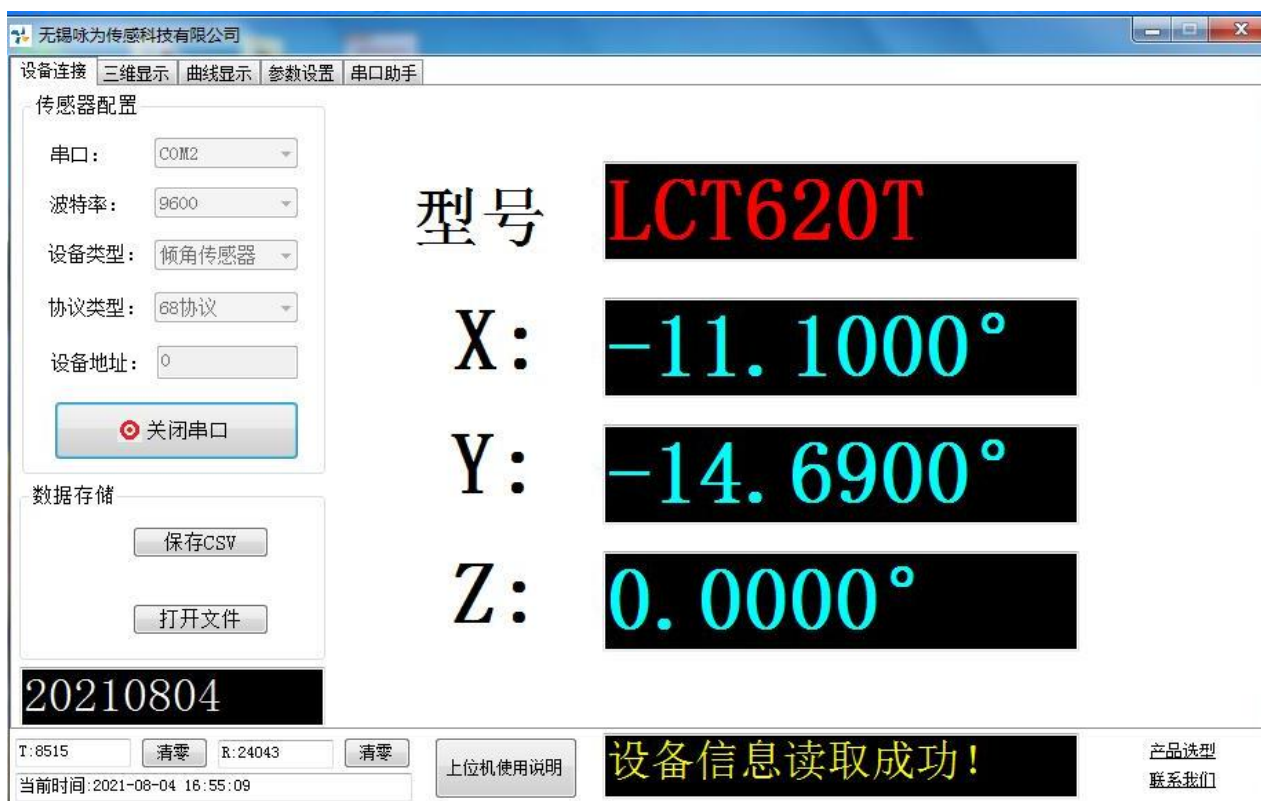 无锡咏为传感科技有限公司
设备连接 三维显示 曲线显示 参数设置 串口助手
传感器配置
串口： COM2
波特率： 9600
设备类型： 倾角传感器
协议类型： 68协议
设备地址： 0
关闭串口
数据存储
保存CSV
打开文件
20210804
型号 LCT620T
X: -11.1000°
Y: -14.6900°
Z: 0.0000°
T:8515 清零 R:24043 清零
当前时间:2021-08-04 16:55:09
上位机使用说明
设备信息读取成功!
产品选型
联系我们